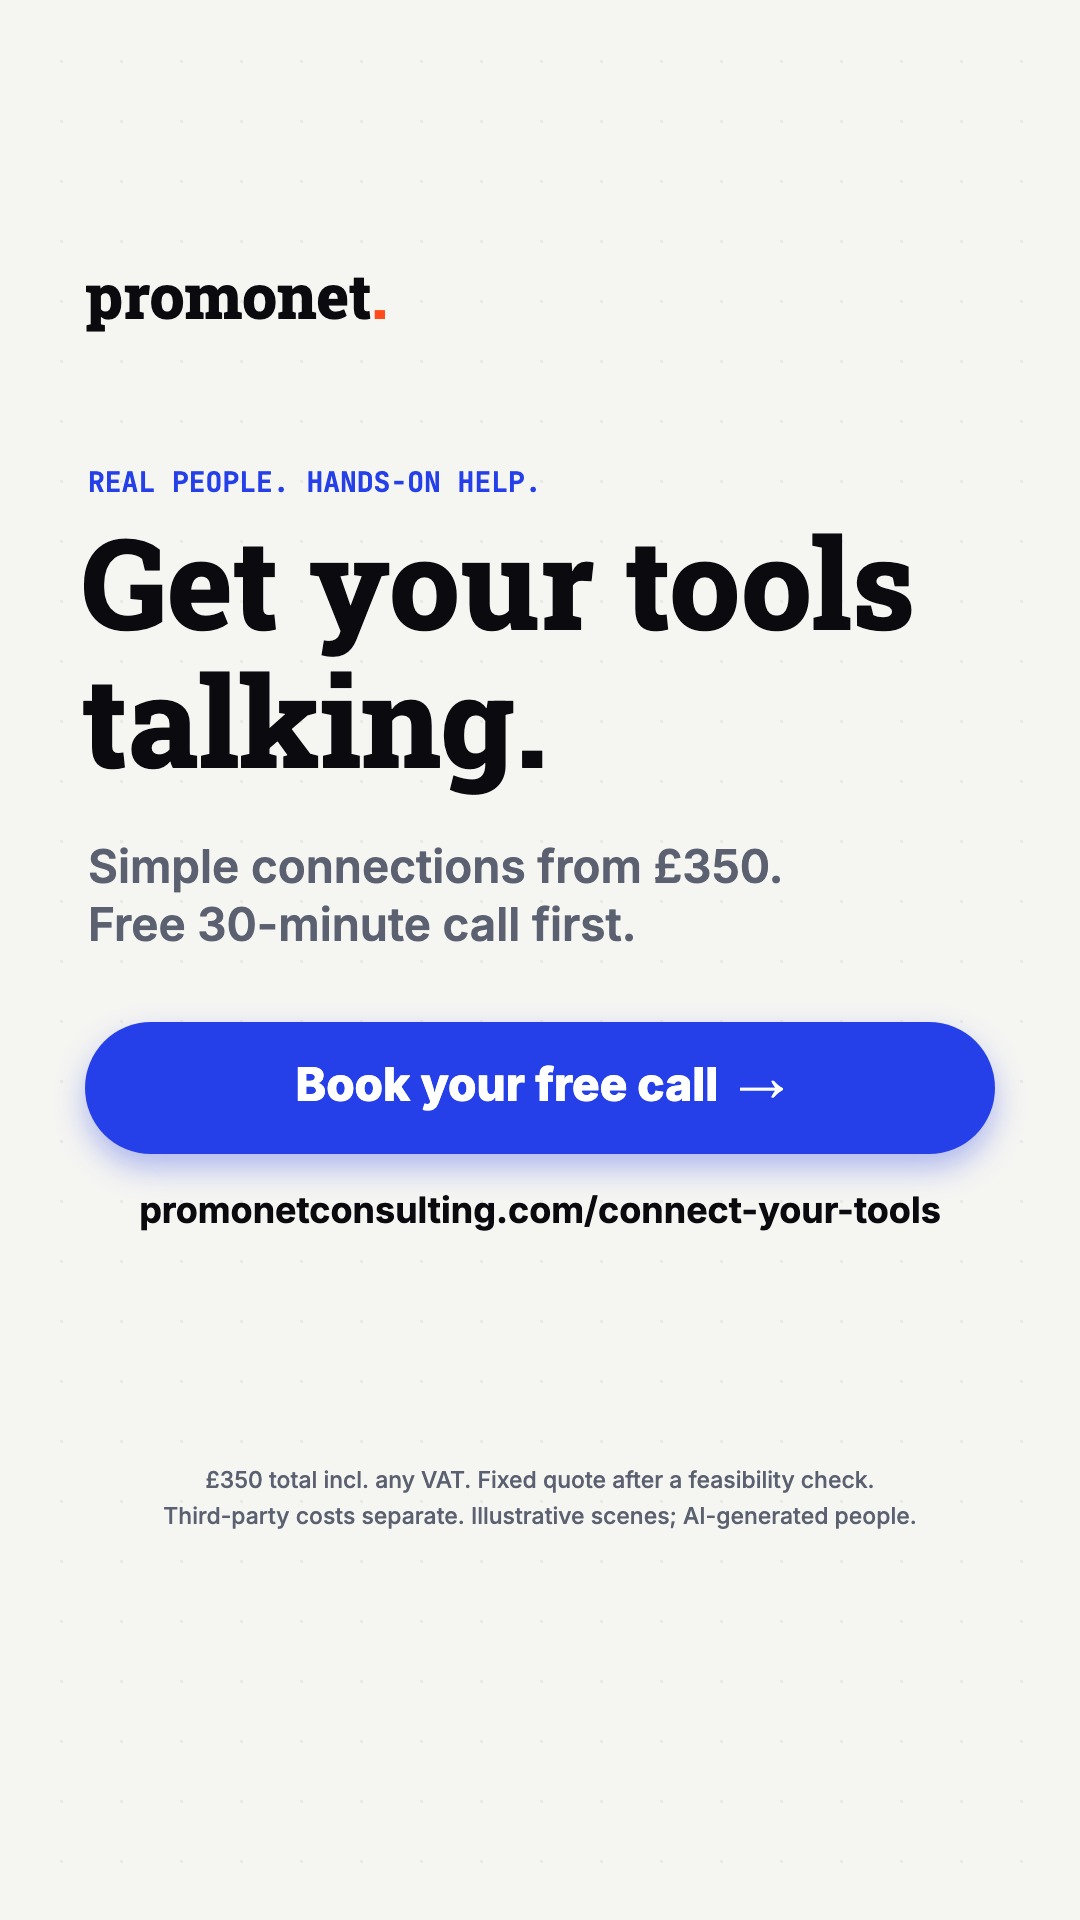 promonet.
REAL PEOPLE. HANDS-ON HELP.
Get your tools
talking.
Simple connections from £350.
Free 30-minute call first.
Book your free call →
promonetconsulting.com/connect-your-tools
£350 total incl. any VAT. Fixed quote after a feasibility check.
Third-party costs separate. Illustrative scenes; AI-generated people.